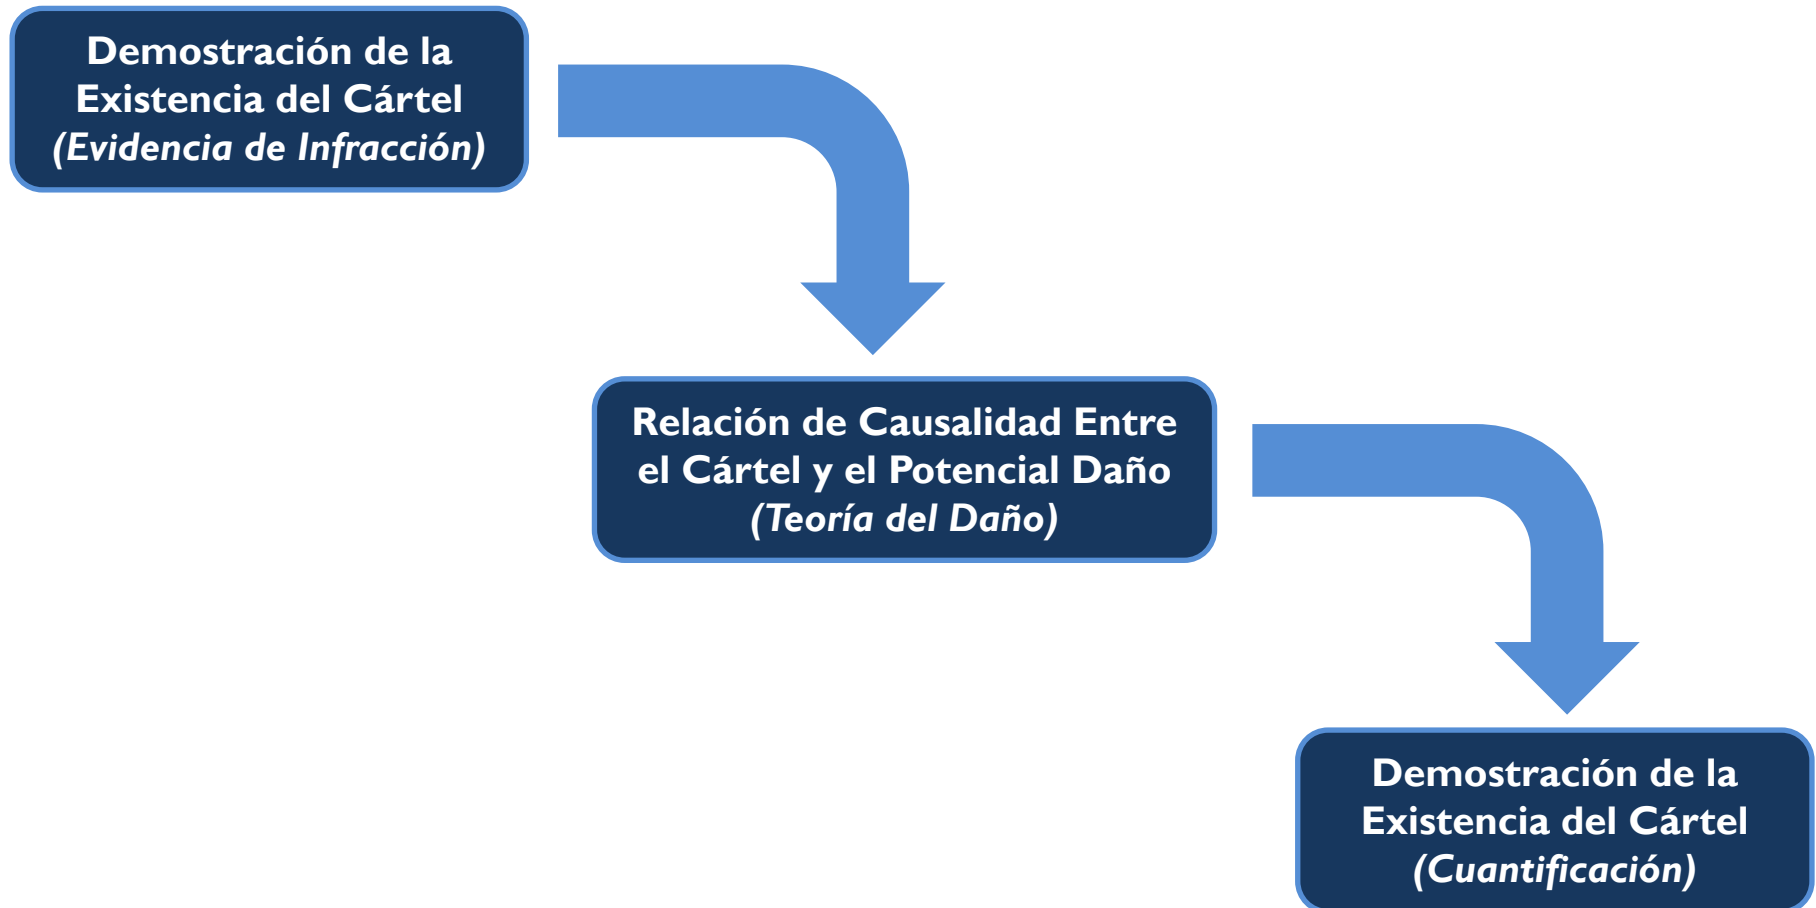 Demostración de la
Existencia del Cártel
(Evidencia de Infracción)
Relación de Causalidad Entre
el Cártel y el Potencial Daño
(Teoría del Daño)
Demostración de la
Existencia del Cártel
(Cuantificación)